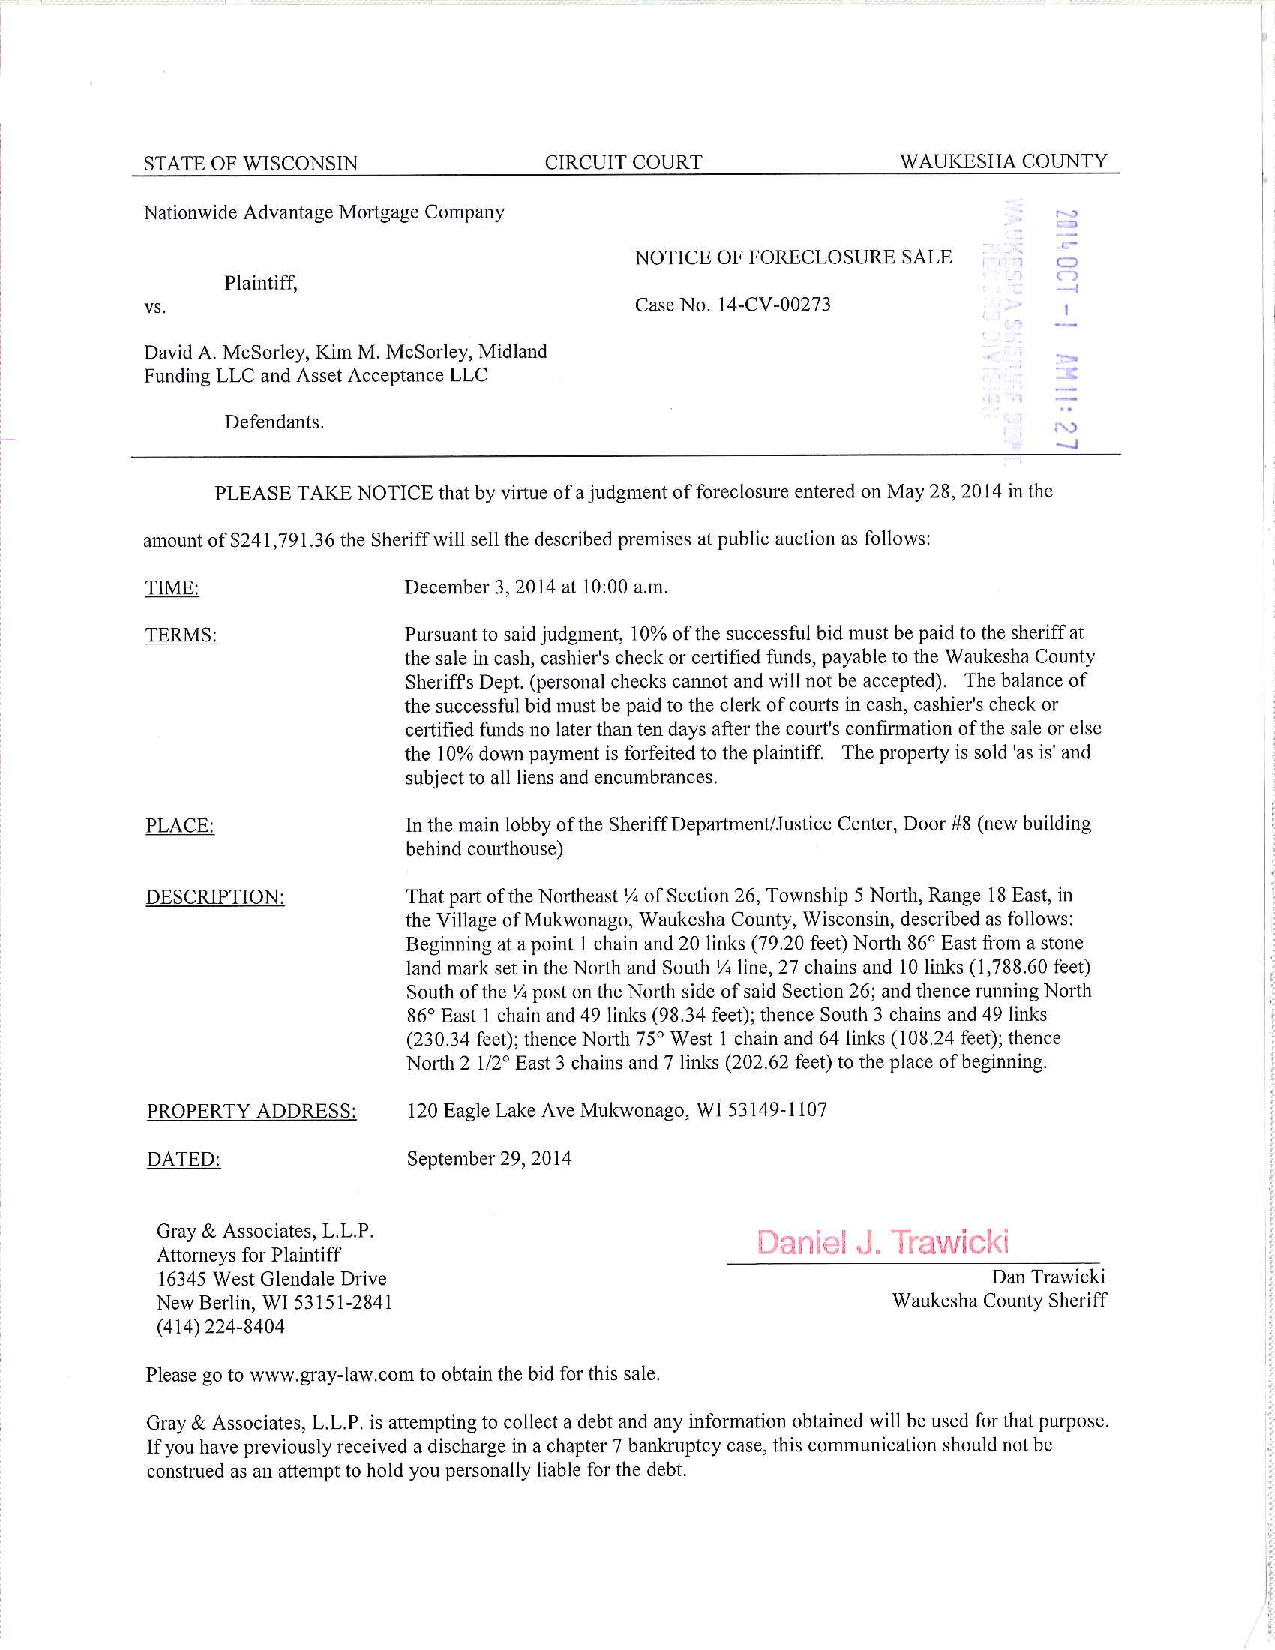 STATE OF WISCONSIN CIRCUIT COURT WAUKESHA COUNTY
Nationwide Advantage Mortgage Company
NOTICE OF FORECLOSURE SALE
Plaintiff,
vs. Case No. 14-CV-00273
David A. McSorley, Kim M. McSorley, Midland
Funding LLC and Asset Acceptance LLC
Defendants.
2014 OCT -1 AM 11:27
PLEASE TAKE NOTICE that by virtue of a judgment of foreclosure entered on May 28, 2014 in the
amount of $241,791.36 the Sheriff will sell the described premises at public auction as follows:
TIME: December 3, 2014 at 10:00 a.m.
TERMS: Pursuant to said judgment, 10% of the successful bid must be paid to the sheriff at
the sale in cash, cashier's check or certified funds, payable to the Waukesha County
Sheriff's Dept. (personal checks cannot and will not be accepted). The balance of
the successful bid must be paid to the clerk of courts in cash, cashier's check or
certified funds no later than ten days after the court's confirmation of the sale or else
the 10% down payment is forfeited to the plaintiff. The property is sold 'as is' and
subject to all liens and encumbrances.
PLACE: In the main lobby of the Sheriff Department/Justice Center, Door #8 (new building
behind courthouse)
DESCRIPTION: That part of the Northeast ¼ of Section 26, Township 5 North, Range 18 East, in
the Village of Mukwonago, Waukesha County, Wisconsin, described as follows:
Beginning at a point 1 chain and 20 links (79.20 feet) North 86° East from a stone
land mark set in the North and South ¼ line, 27 chains and 10 links (1,788.60 feet)
South of the ¼ post on the North side of said Section 26; and thence running North
86° East 1 chain and 49 links (98.34 feet); thence South 3 chains and 49 links
(230.34 feet); thence North 75° West 1 chain and 64 links (108.24 feet); thence
North 2 1/2° East 3 chains and 7 links (202.62 feet) to the place of beginning.
PROPERTY ADDRESS: 120 Eagle Lake Ave Mukwonago, WI 53149-1107
DATED: September 29, 2014
Gray & Associates, L.L.P.
Attorneys for Plaintiff
16345 West Glendale Drive
New Berlin, WI 53151-2841
(414) 224-8404
Daniel J. Trawicki
Dan Trawicki
Waukesha County Sheriff
Please go to www.gray-law.com to obtain the bid for this sale.
Gray & Associates, L.L.P. is attempting to collect a debt and any information obtained will be used for that purpose.
If you have previously received a discharge in a chapter 7 bankruptcy case, this communication should not be
construed as an attempt to hold you personally liable for the debt.